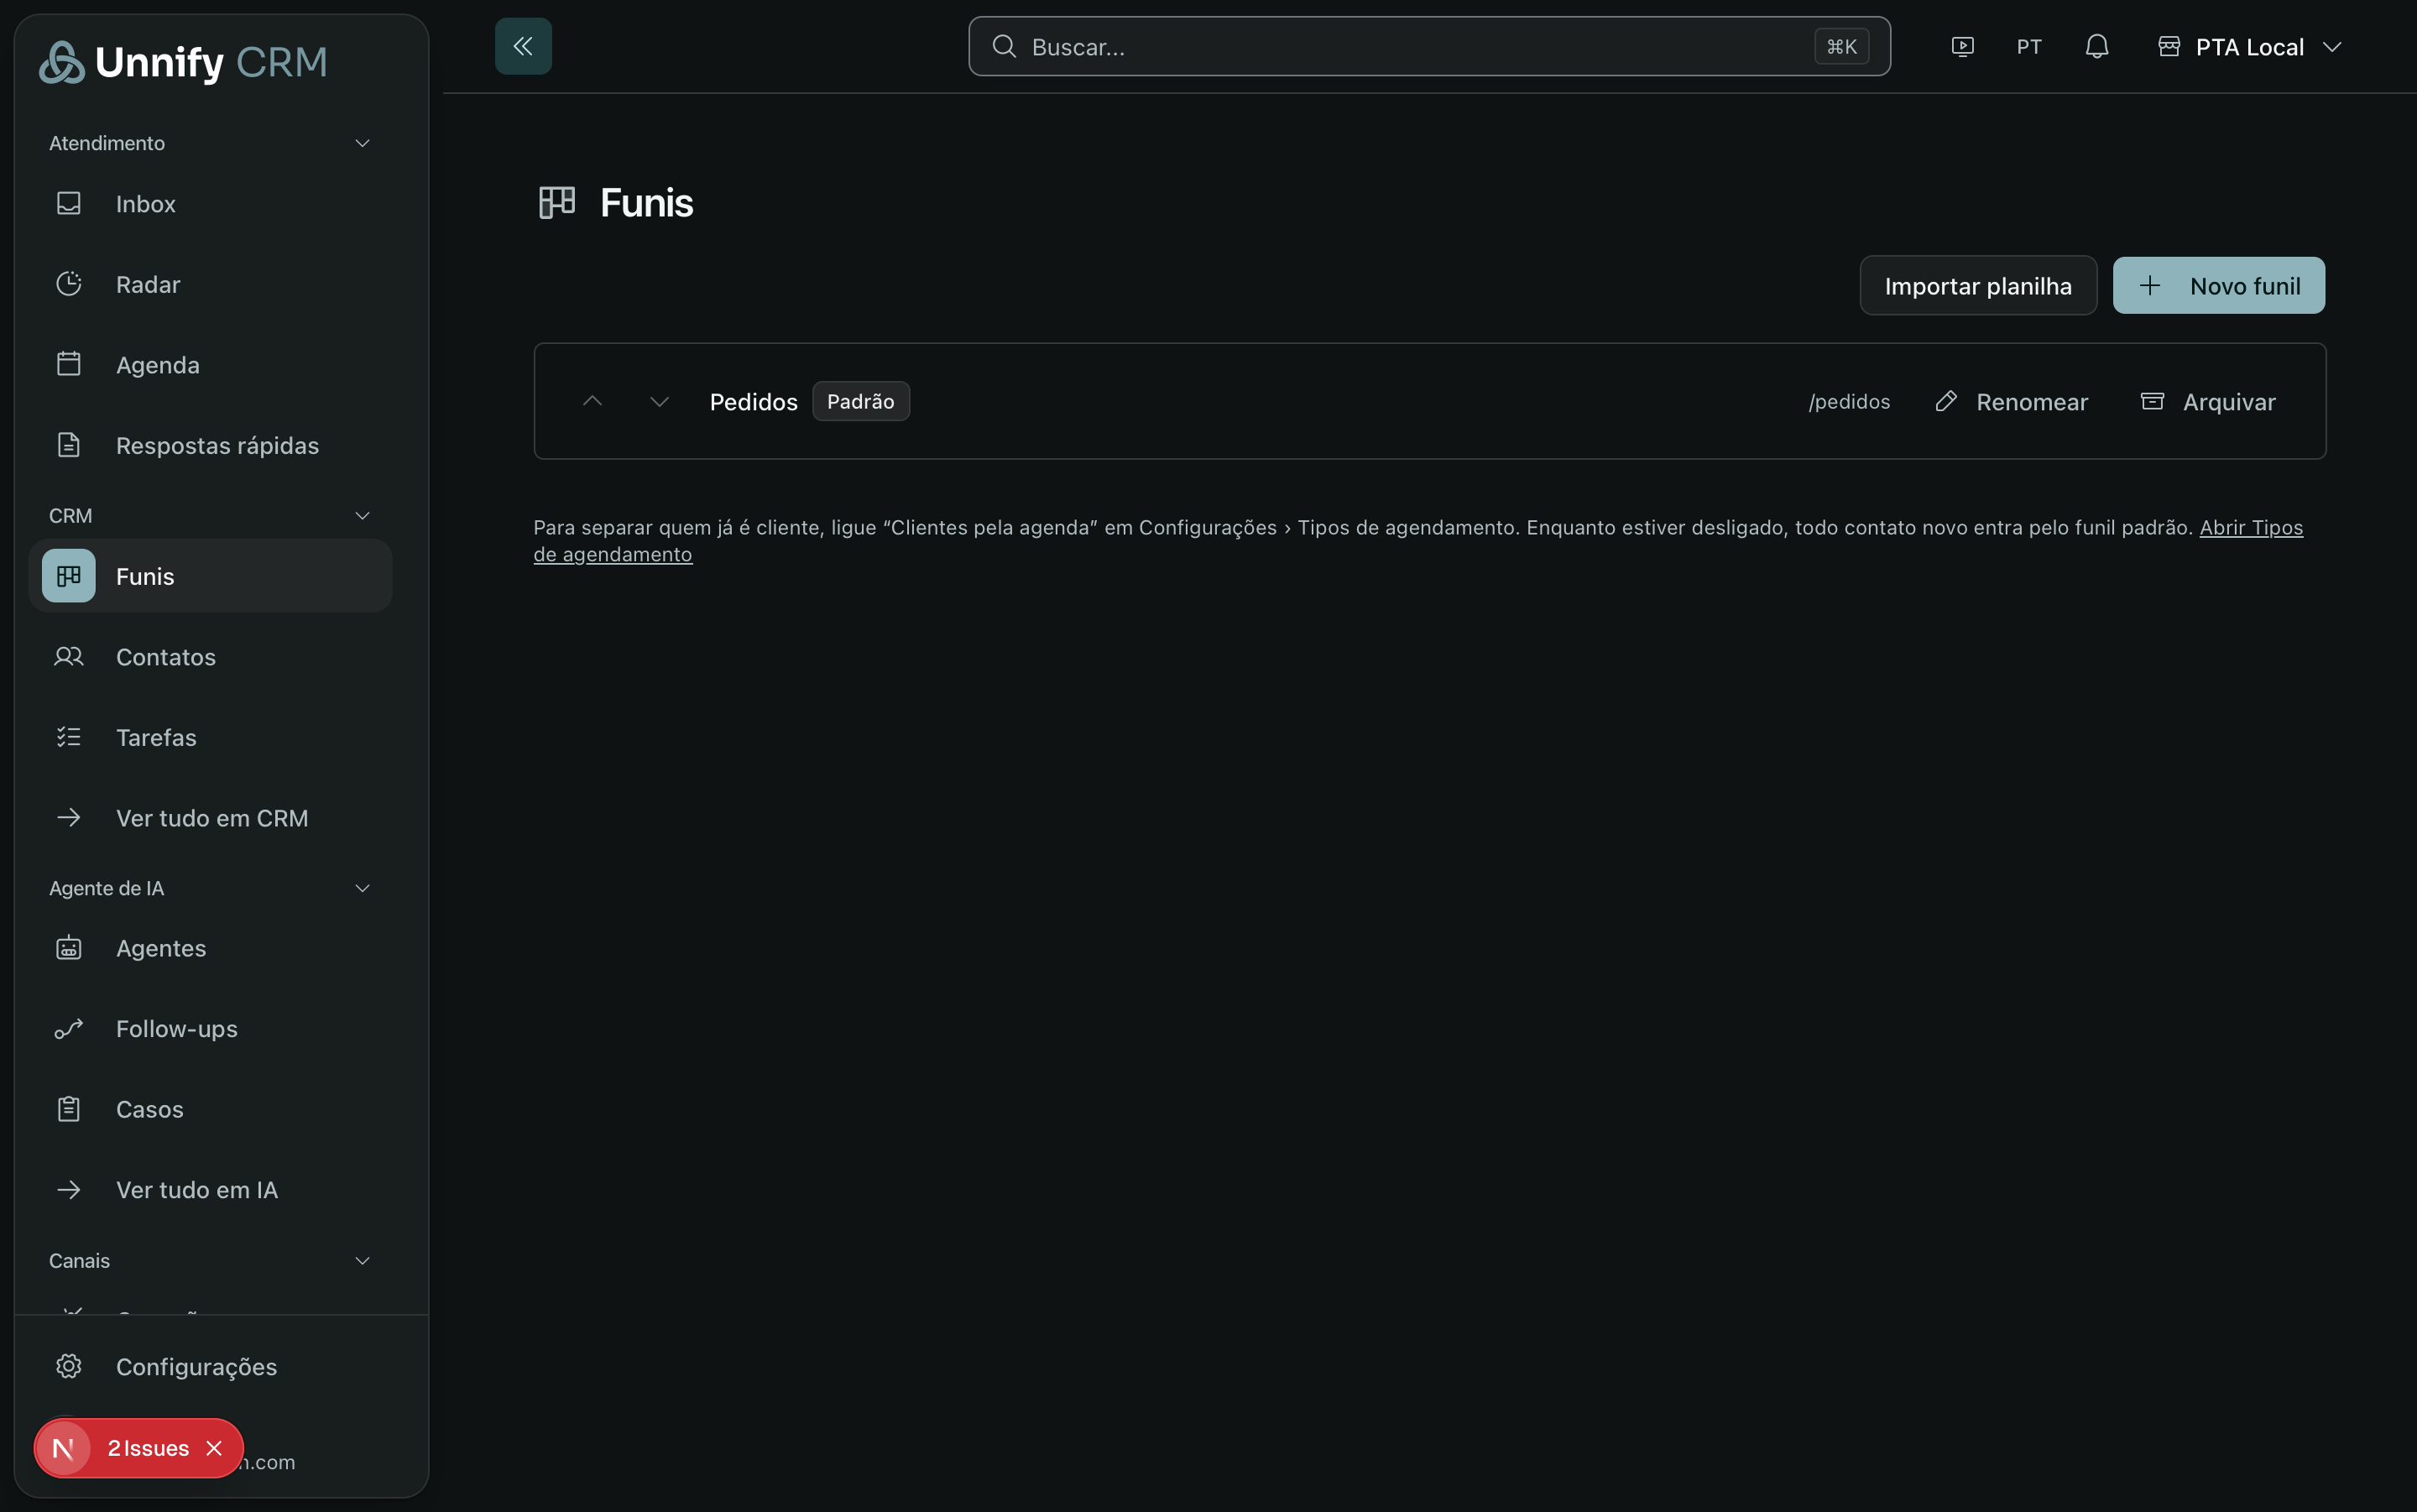 Unnify CRM
Buscar...
⌘K
PT
PTA Local
Atendimento
Inbox
Radar
Agenda
Respostas rápidas
CRM
Funis
Contatos
Tarefas
Ver tudo em CRM
Agente de IA
Agentes
Follow-ups
Casos
Ver tudo em IA
Canais
Configurações
N 2 Issues
.com
Funis
Importar planilha
Novo funil
Pedidos Padrão /pedidos Renomear Arquivar
Para separar quem já é cliente, ligue “Clientes pela agenda” em Configurações › Tipos de agendamento. Enquanto estiver desligado, todo contato novo entra pelo funil padrão. Abrir Tipos
de agendamento